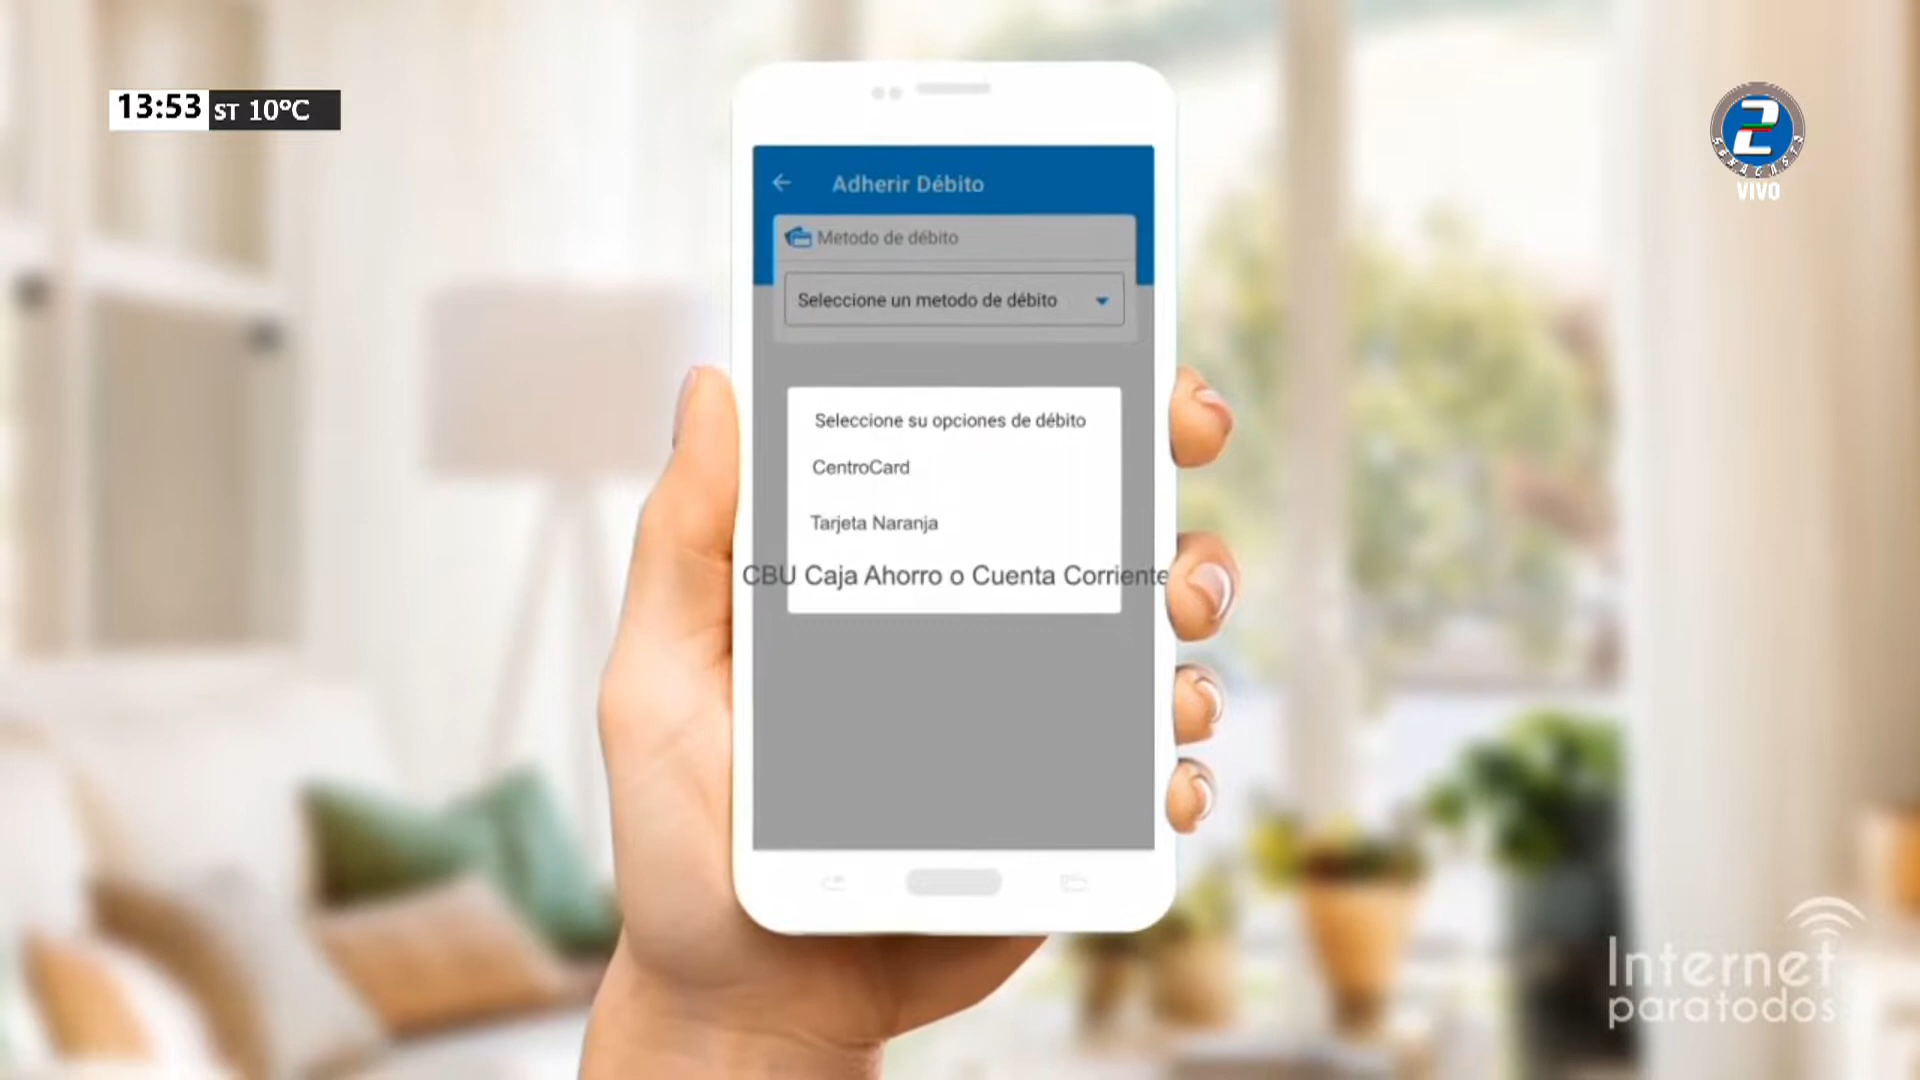 13:53 ST 10°C
2
VIVO
Adherir Débito
Metodo de débito
Seleccione un metodo de débito
Seleccione su opciones de débito
CentroCard
Tarjeta Naranja
CBU Caja Ahorro o Cuenta Corriente
Internet
paratodos